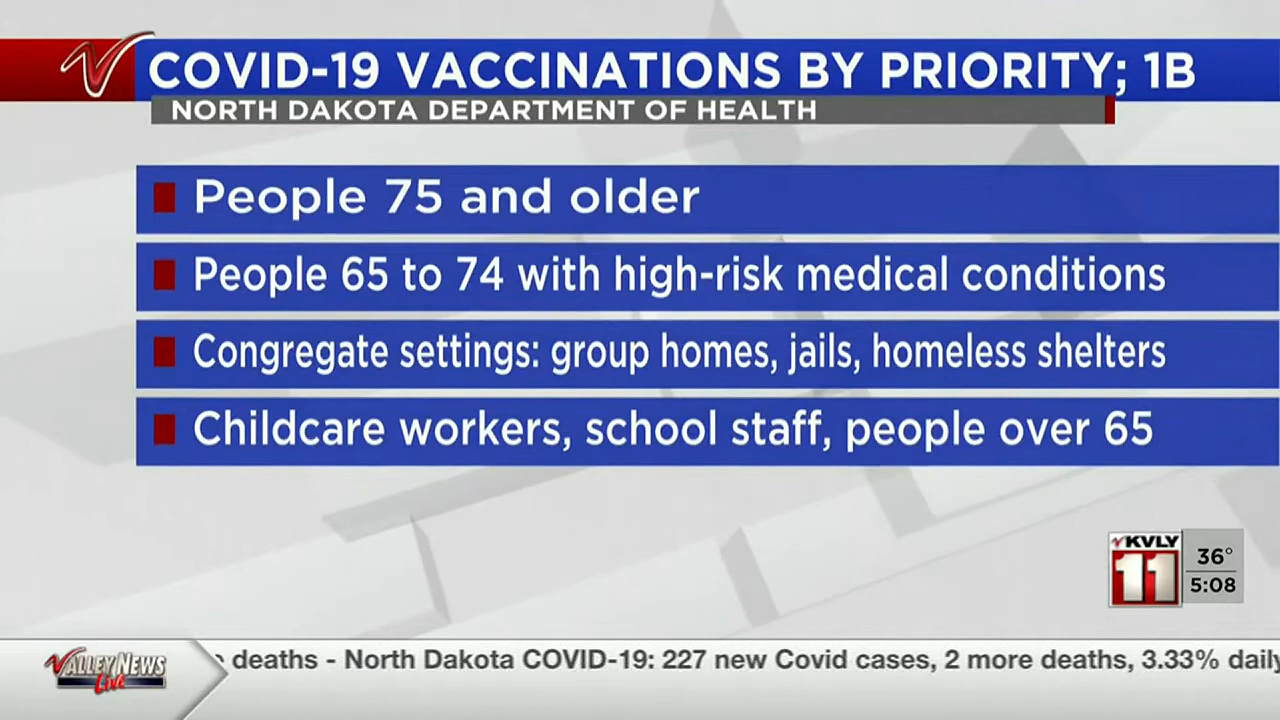 COVID-19 VACCINATIONS BY PRIORITY; 1B
NORTH DAKOTA DEPARTMENT OF HEALTH
People 75 and older
People 65 to 74 with high-risk medical conditions
Congregate settings: group homes, jails, homeless shelters
Childcare workers, school staff, people over 65
KVLY
11
36°
5:08
VALLEY NEWS
Live
deaths - North Dakota COVID-19: 227 new Covid cases, 2 more deaths, 3.33% daily